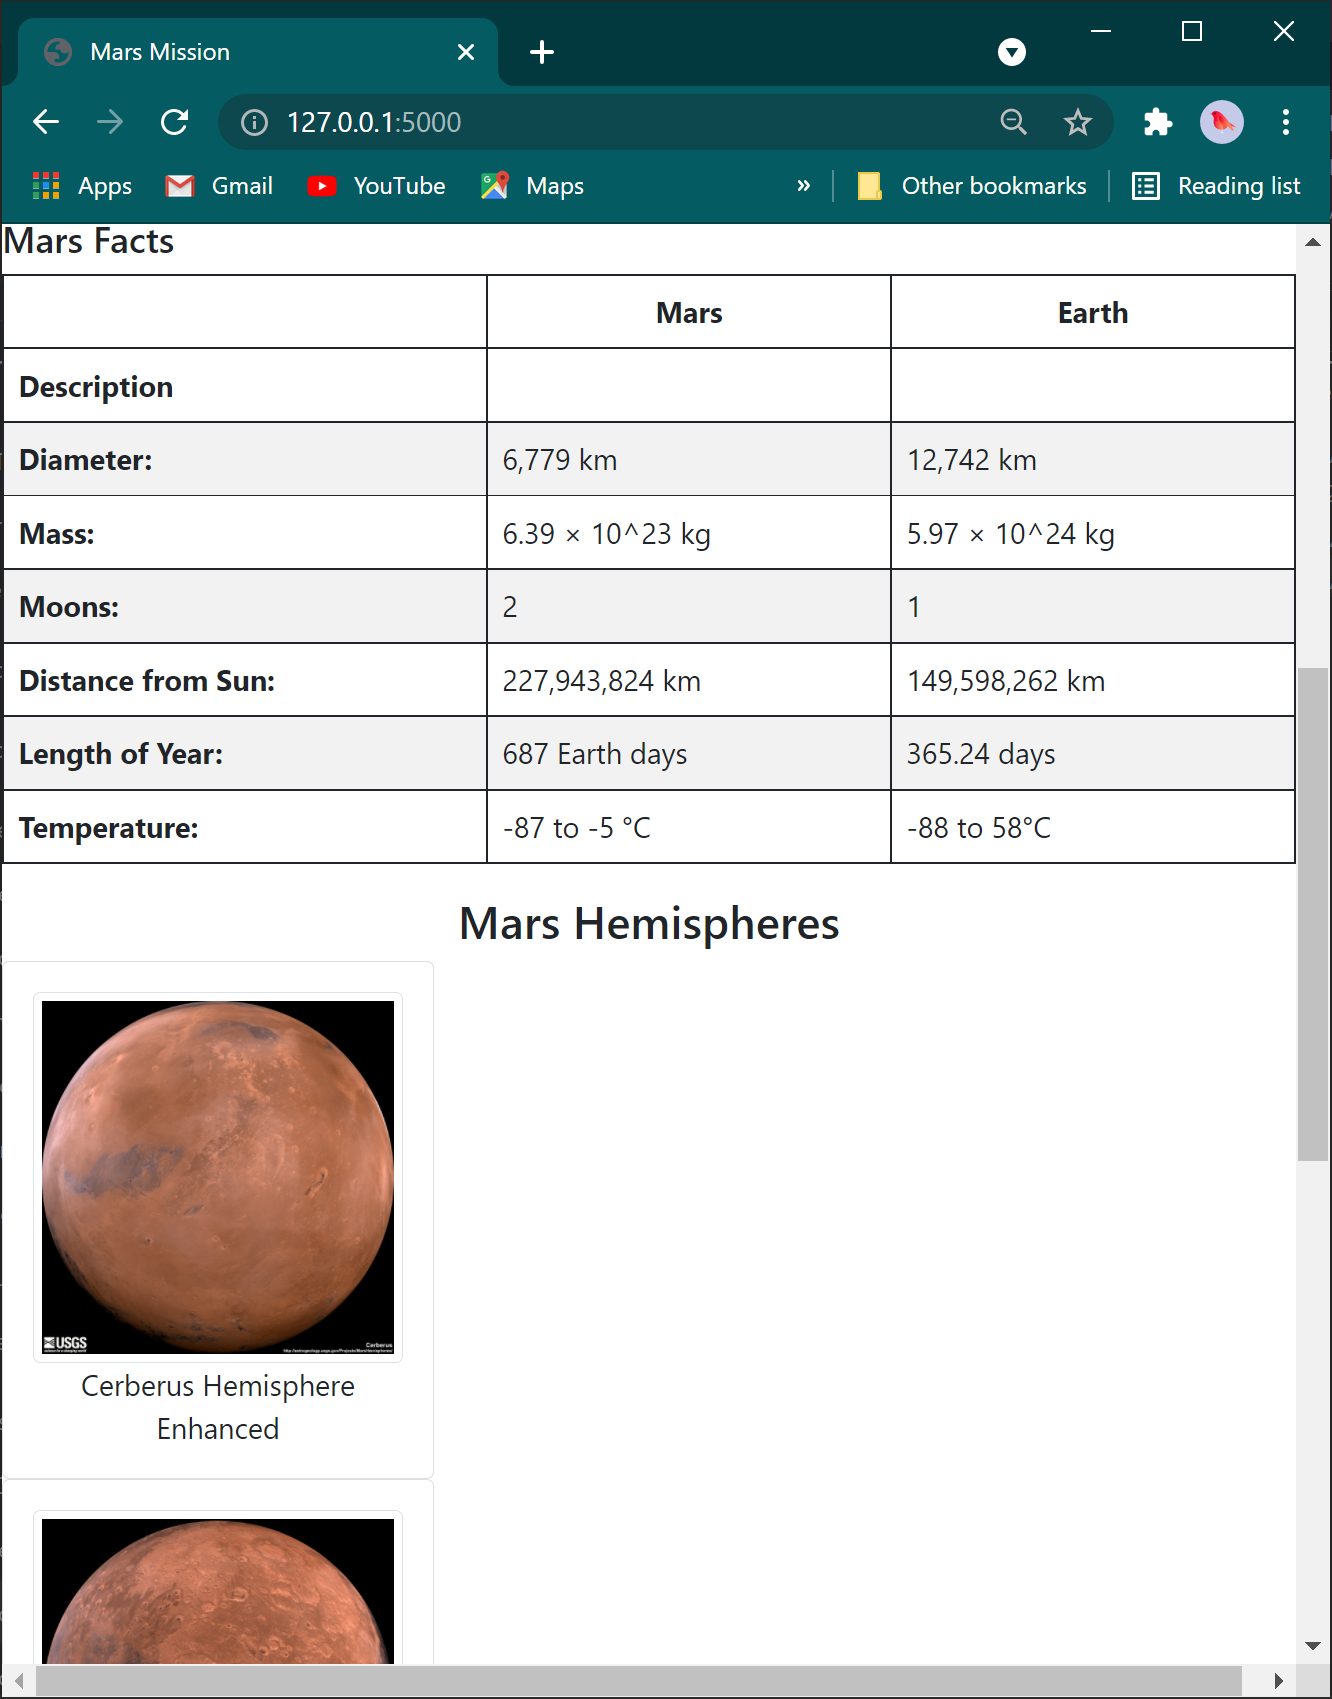 Mars Mission
127.0.0.1:5000
Apps Gmail YouTube Maps » Other bookmarks Reading list
Mars Facts
Mars Earth
Description
Diameter: 6,779 km 12,742 km
Mass: 6.39 × 10^23 kg 5.97 × 10^24 kg
Moons: 2 1
Distance from Sun: 227,943,824 km 149,598,262 km
Length of Year: 687 Earth days 365.24 days
Temperature: -87 to -5 °C -88 to 58°C
Mars Hemispheres
USGS
Cerberus
Cerberus Hemisphere
Enhanced